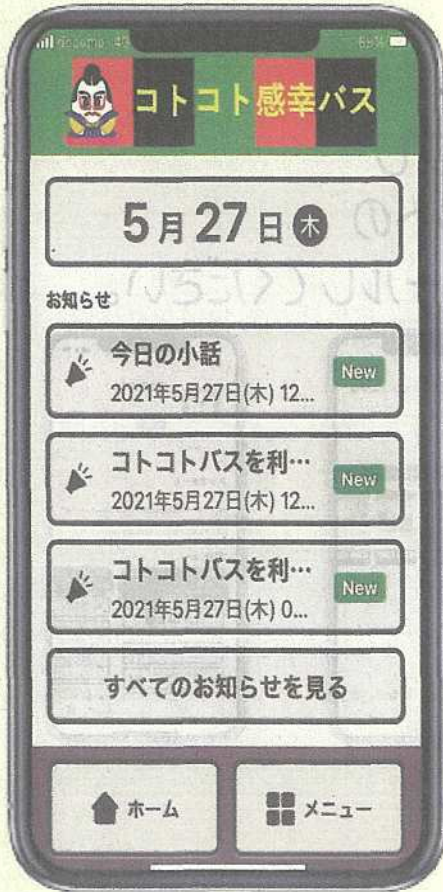 docomo 4G 69%
コトコト感幸バス
5月27日 木
お知らせ
今日の小話
2021年5月27日(木) 12...
New
コトコトバスを利…
2021年5月27日(木) 12...
New
コトコトバスを利…
2021年5月27日(木) 0...
New
すべてのお知らせを見る
ホーム
メニュー